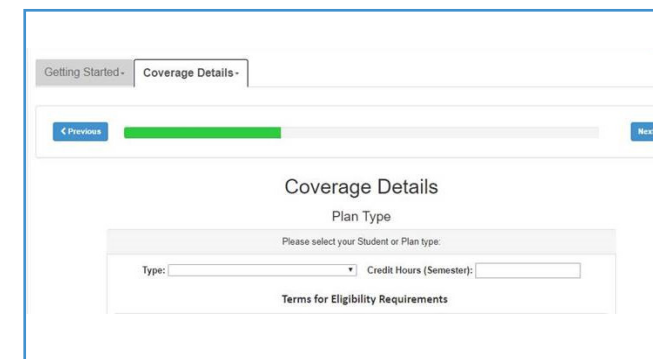 Getting Started Coverage Details
Previous Next
Coverage Details
Plan Type
Please select your Student or Plan type:
Type: Credit Hours (Semester):
Terms for Eligibility Requirements